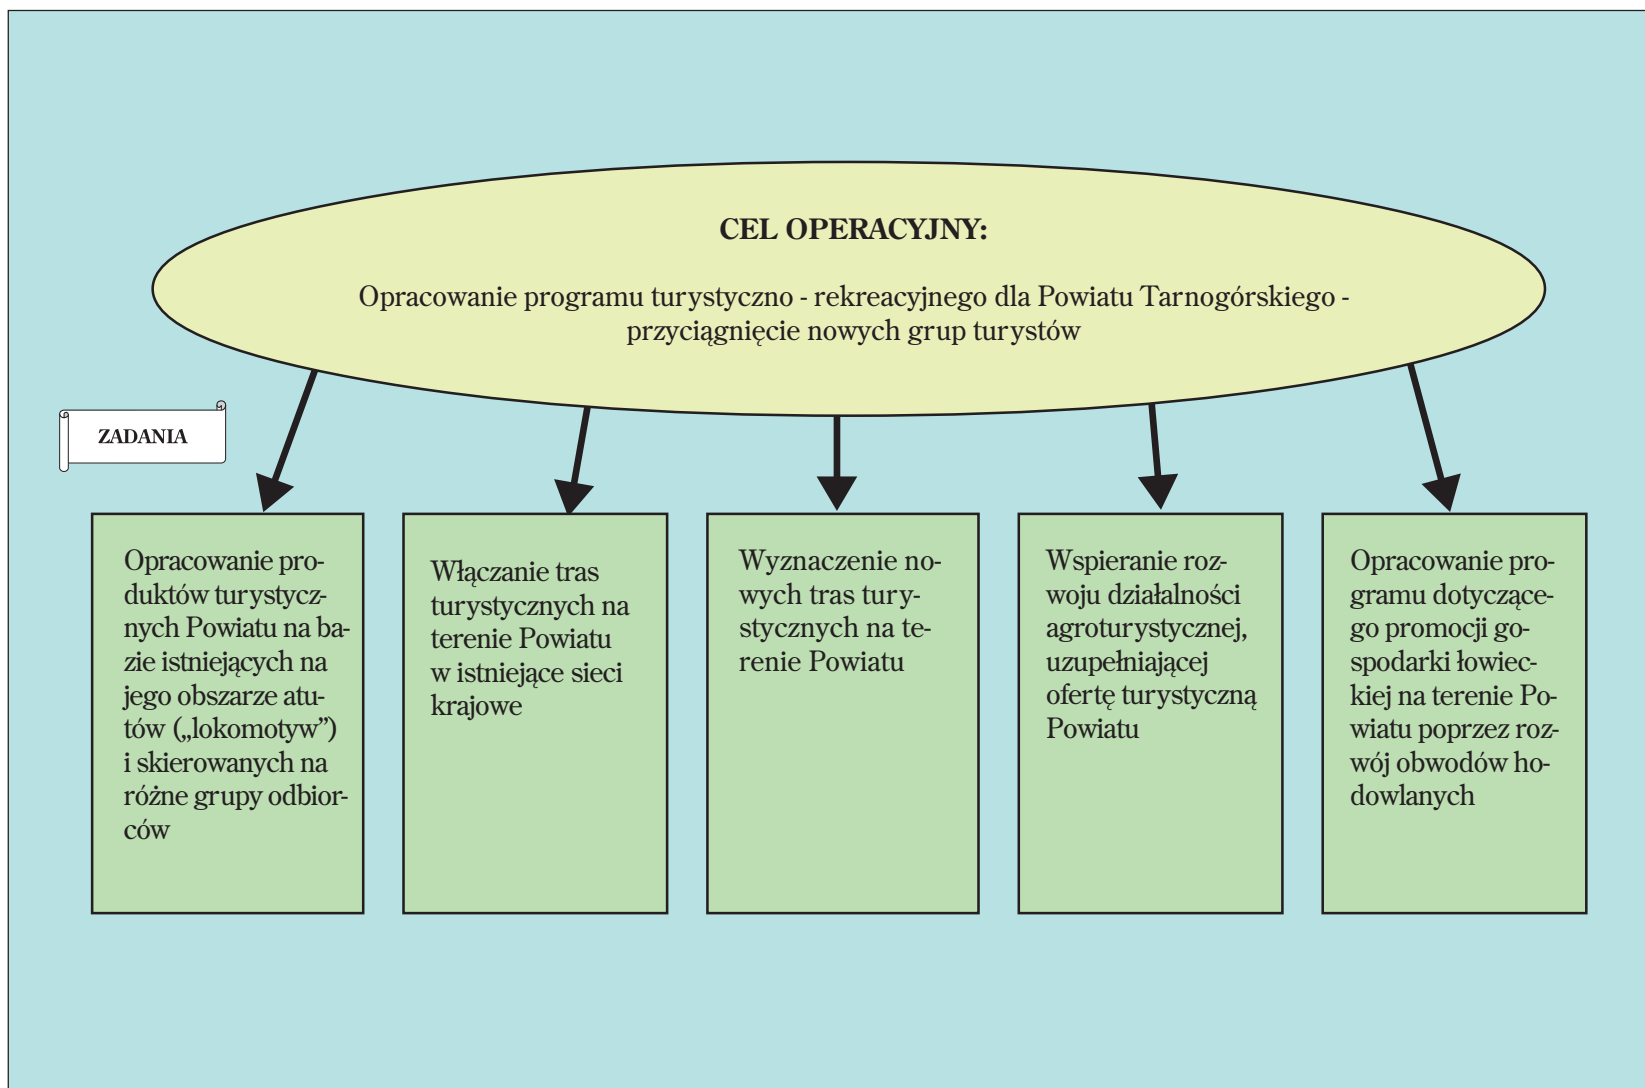 CEL OPERACYJNY:
Opracowanie programu turystyczno - rekreacyjnego dla Powiatu Tarnogórskiego -
przyciągnięcie nowych grup turystów
ZADANIA
Opracowanie pro-
duktów turystycz-
nych Powiatu na ba-
zie istniejących na
jego obszarze atu-
tów („lokomotyw”)
i skierowanych na
różne grupy odbior-
ców
Włączanie tras
turystycznych na
terenie Powiatu
w istniejące sieci
krajowe
Wyznaczenie no-
wych tras tury-
stycznych na te-
renie Powiatu
Wspieranie roz-
woju działalności
agroturystycznej,
uzupełniającej
ofertę turystyczną
Powiatu
Opracowanie pro-
gramu dotyczące-
go promocji go-
spodarki łowiec-
kiej na terenie Po-
wiatu poprzez roz-
wój obwodów ho-
dowlanych